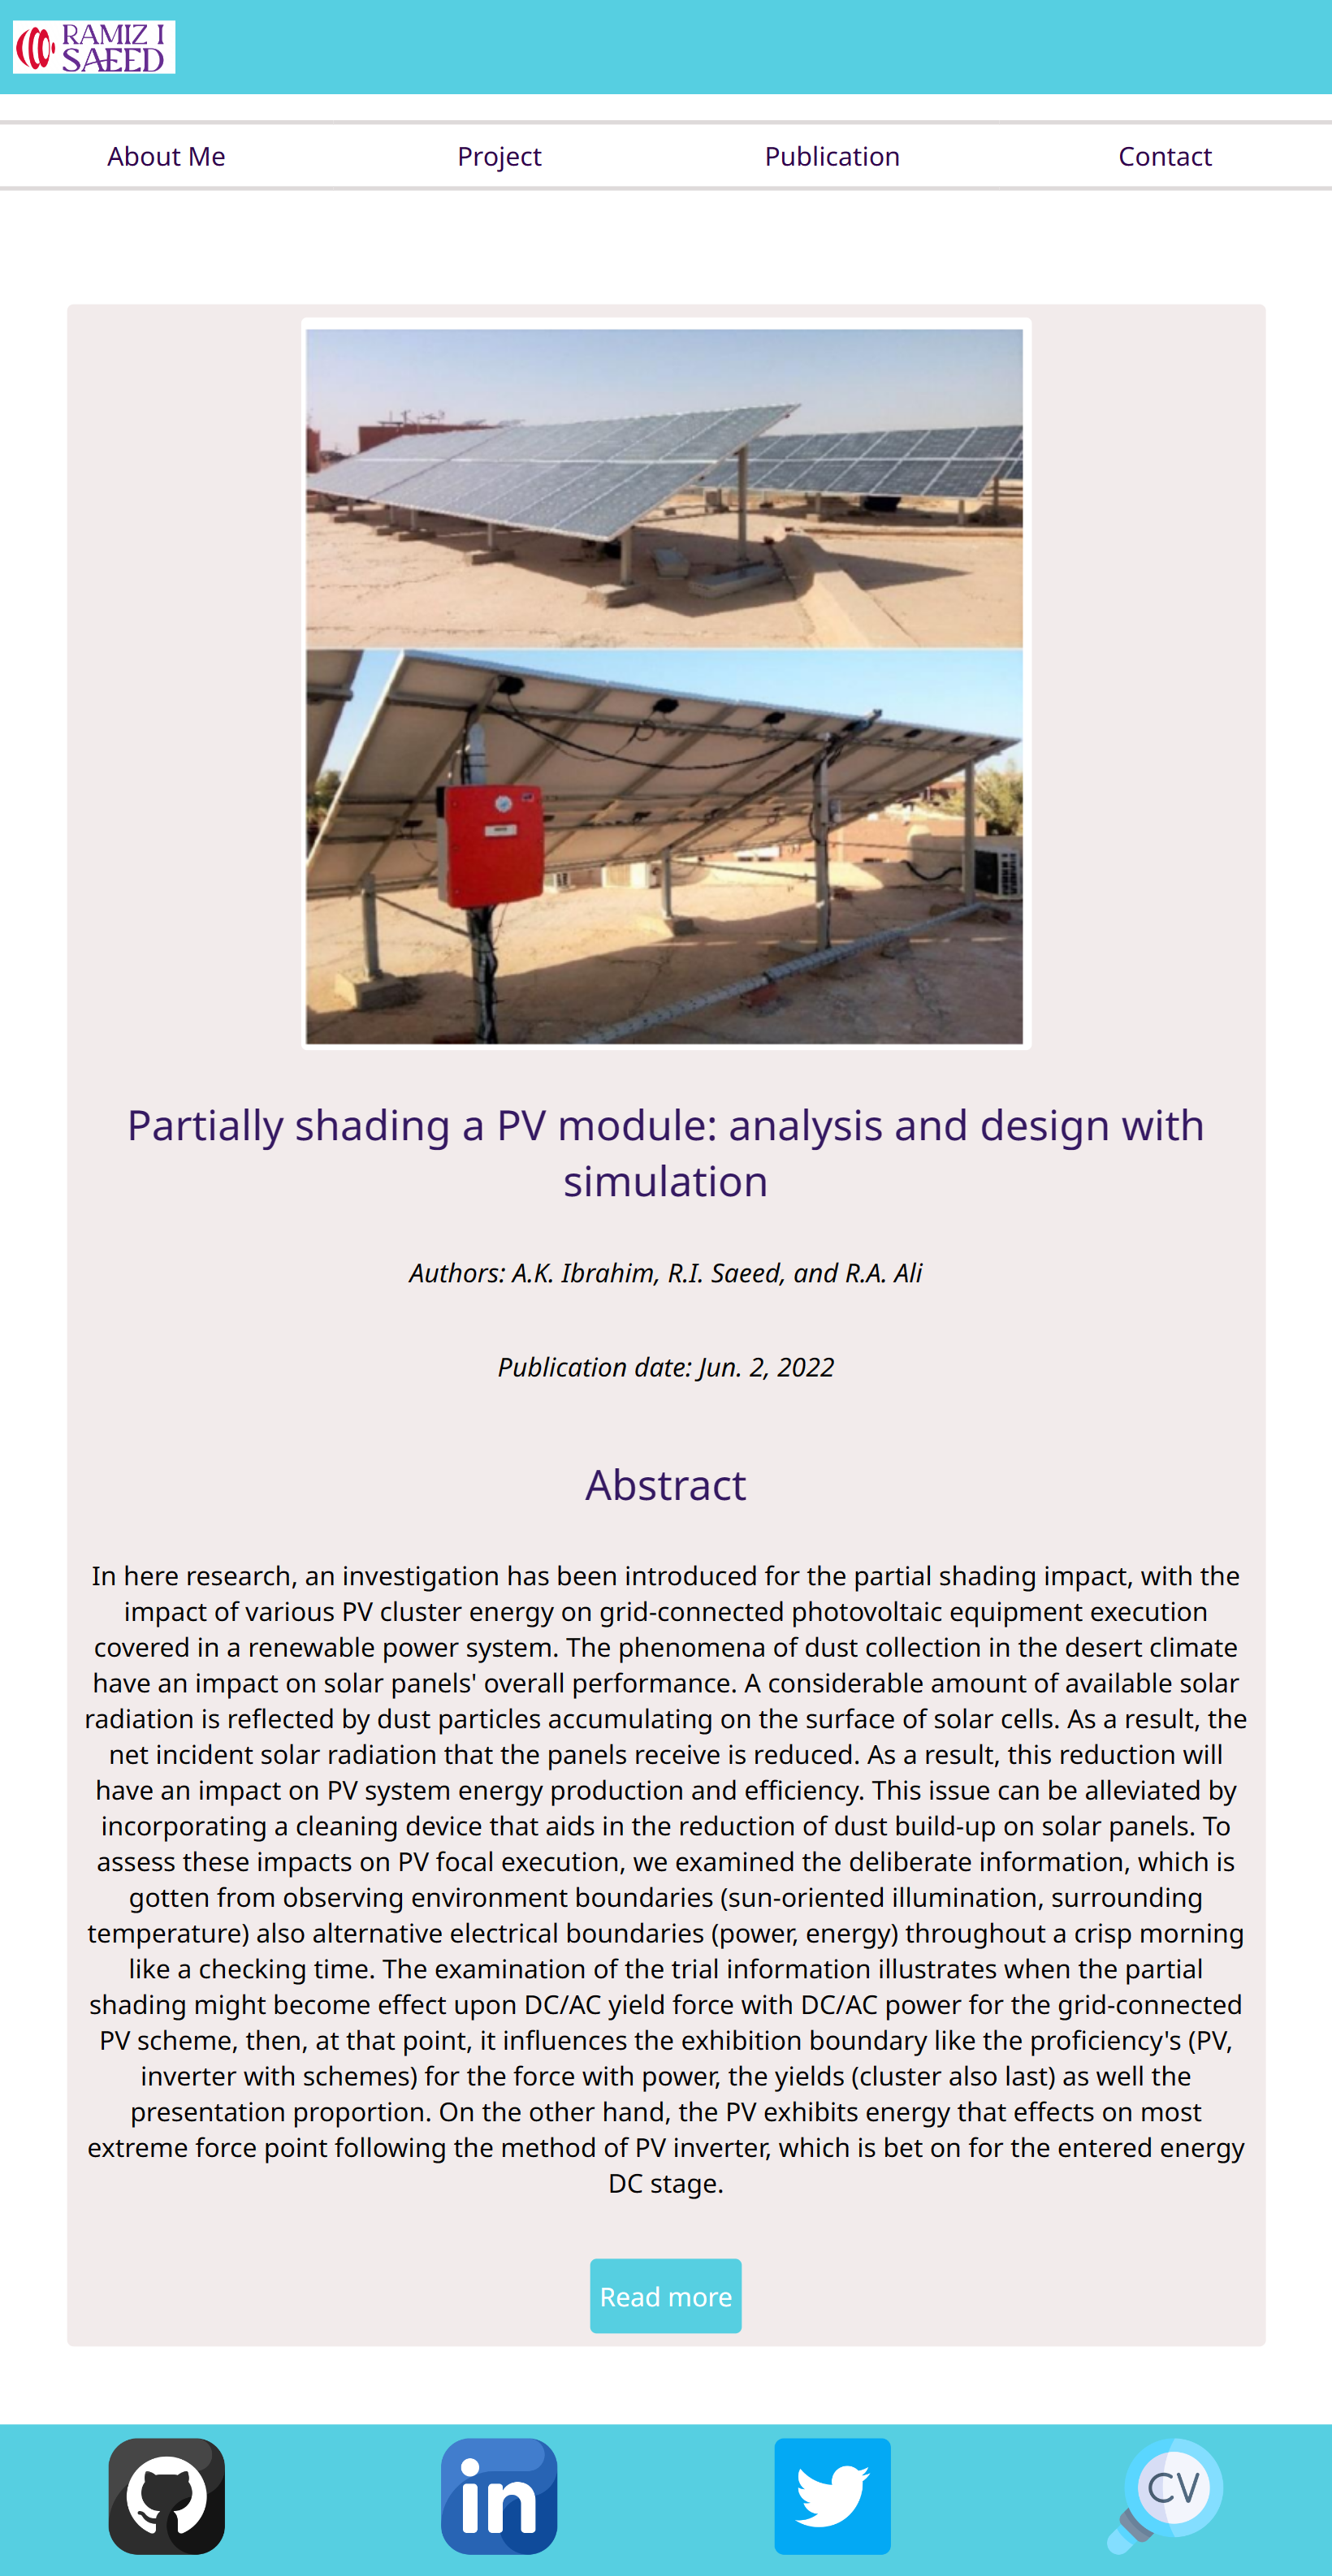 RAMIZ I
SAEED
About Me
Project
Publication
Contact
Partially shading a PV module: analysis and design with
simulation
Authors: A.K. Ibrahim, R.I. Saeed, and R.A. Ali
Publication date: Jun. 2, 2022
Abstract
In here research, an investigation has been introduced for the partial shading impact, with the
impact of various PV cluster energy on grid-connected photovoltaic equipment execution
covered in a renewable power system. The phenomena of dust collection in the desert climate
have an impact on solar panels' overall performance. A considerable amount of available solar
radiation is reflected by dust particles accumulating on the surface of solar cells. As a result, the
net incident solar radiation that the panels receive is reduced. As a result, this reduction will
have an impact on PV system energy production and efficiency. This issue can be alleviated by
incorporating a cleaning device that aids in the reduction of dust build-up on solar panels. To
assess these impacts on PV focal execution, we examined the deliberate information, which is
gotten from observing environment boundaries (sun-oriented illumination, surrounding
temperature) also alternative electrical boundaries (power, energy) throughout a crisp morning
like a checking time. The examination of the trial information illustrates when the partial
shading might become effect upon DC/AC yield force with DC/AC power for the grid-connected
PV scheme, then, at that point, it influences the exhibition boundary like the proficiency's (PV,
inverter with schemes) for the force with power, the yields (cluster also last) as well the
presentation proportion. On the other hand, the PV exhibits energy that effects on most
extreme force point following the method of PV inverter, which is bet on for the entered energy
DC stage.
Read more
in
CV